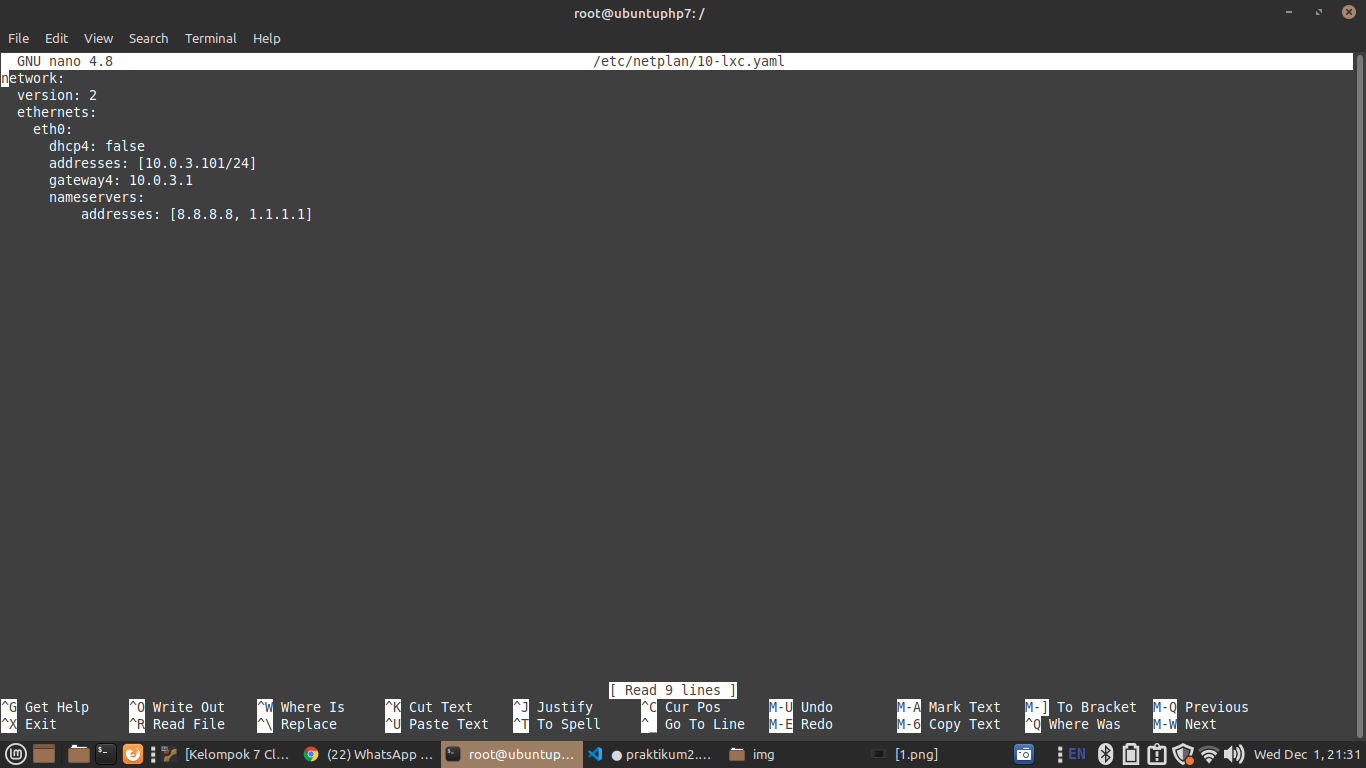 root@ubuntuphp7: /
File Edit View Search Terminal Help
GNU nano 4.8 /etc/netplan/10-lxc.yaml
network:
  version: 2
  ethernets:
    eth0:
      dhcp4: false
      addresses: [10.0.3.101/24]
      gateway4: 10.0.3.1
      nameservers:
          addresses: [8.8.8.8, 1.1.1.1]
[ Read 9 lines ]
^G Get Help ^O Write Out ^W Where Is ^K Cut Text ^J Justify ^C Cur Pos M-U Undo M-A Mark Text M-] To Bracket M-Q Previous
^X Exit ^R Read File ^\ Replace ^U Paste Text ^T To Spell ^_ Go To Line M-E Redo M-6 Copy Text ^Q Where Was M-W Next
[Kelompok 7 Cl... (22) WhatsApp ... root@ubuntup... ● praktikum2.... img [1.png] EN Wed Dec 1, 21:31